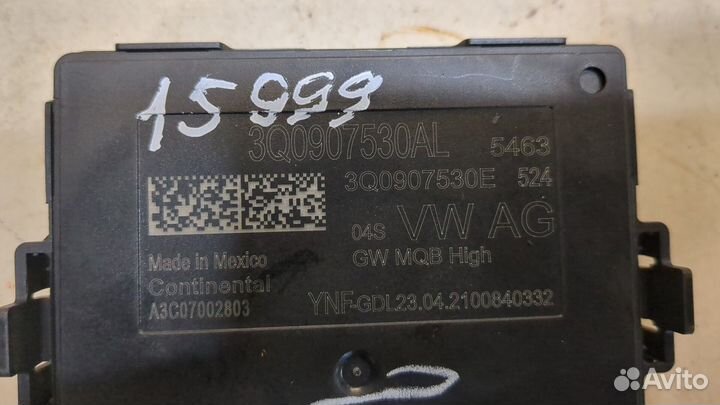 15999
3Q0907530AL 5463
3Q0907530E 524
04S VW AG
Made in Mexico GW MQB High
Continental
A3C07002803 YNF-GDL23.04.2100840332
Avito